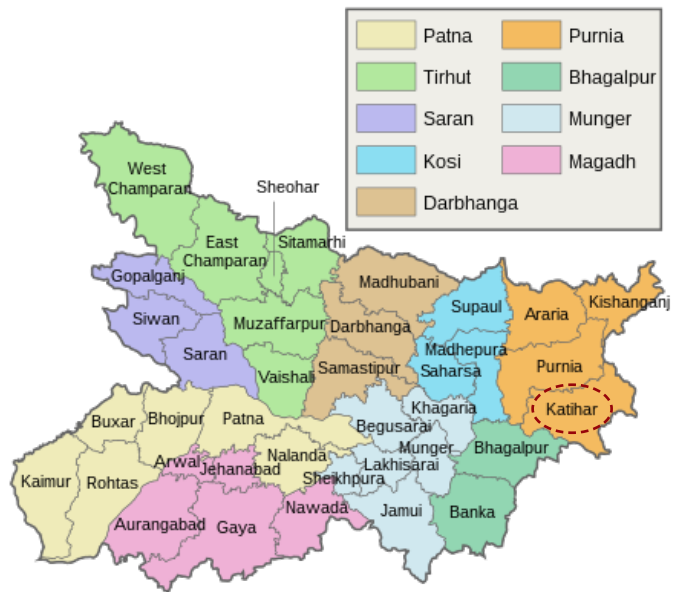 Patna
Purnia
Tirhut
Bhagalpur
Saran
Munger
Kosi
Magadh
Darbhanga
West
Champaran
Sheohar
East
Champaran
Sitamarhi
Gopalganj
Madhubani
Kishanganj
Supaul
Araria
Siwan
Muzaffarpur
Darbhanga
Saran
Madhepura
Purnia
Vaishali
Samastipur
Saharsa
Katihar
Buxar
Bhojpur
Patna
Begusarai
Khagaria
Bhagalpur
Munger
Nalanda
Arwal
Jehanabad
Lakhisarai
Sheikhpura
Kaimur
Rohtas
Nawada
Jamui
Banka
Aurangabad
Gaya